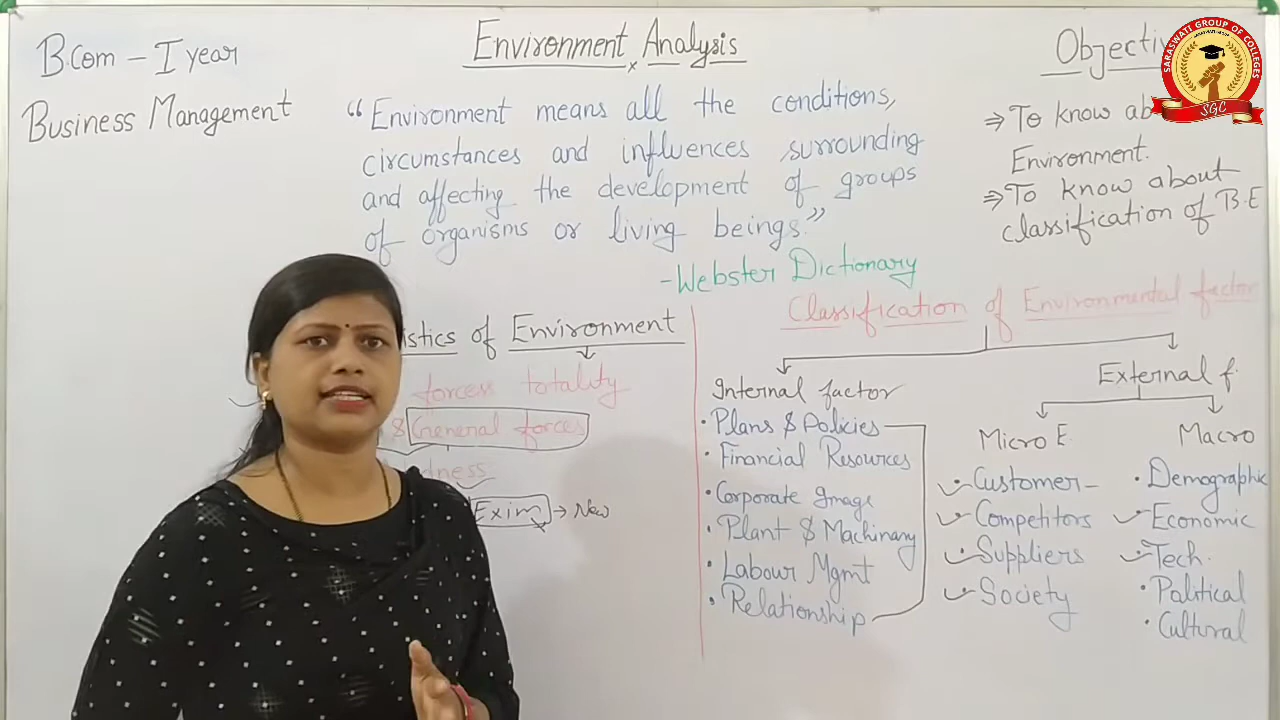 B.Com - I year
Business Management
Environment Analysis
"Environment means all the conditions,
circumstances and influences surrounding
and affecting the development of groups
of organisms or living beings."
- Webster Dictionary
Objectiv
⇒ To know ab
Environment.
⇒ To know about
classification of B.E
SARASWATI GROUP OF COLLEGES
SGC
istics of Environment
forcess totality
& General forces
dness
Exim → New
Classification of Environmental factor
Internal factor
• Plans & Policies
• Financial Resources
• Corporate Image
• Plant & Machinary
• Labour Mgmt
• Relationship
External f.
Micro E.
• Customer
• Competitors
• Suppliers
• Society
Macro
• Demographic
• Economic
• Tech.
• Political
• Cultural